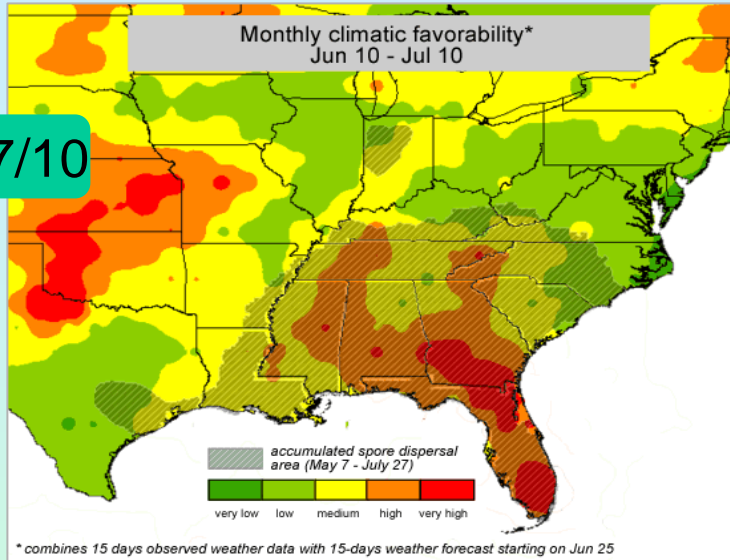 Monthly climatic favorability*
Jun 10 - Jul 10
7/10
accumulated spore dispersal
area (May 7 - July 27)
very low low medium high very high
* combines 15 days observed weather data with 15-days weather forecast starting on Jun 25